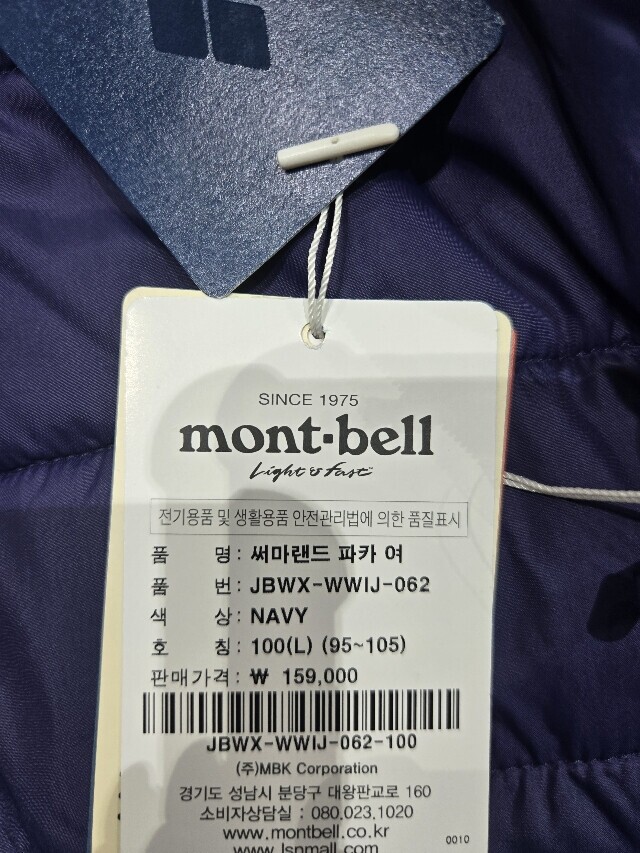 SINCE 1975
mont-bell
Light & Fast
전기용품 및 생활용품 안전관리법에 의한 품질표시
품 명 : 써마랜드 파카 여
품 번 : JBWX-WWIJ-062
색 상 : NAVY
호 칭 : 100(L) (95~105)
판매가격 : ₩ 159,000
JBWX-WWIJ-062-100
(주)MBK Corporation
경기도 성남시 분당구 대왕판교로 160
소비자상담실 : 080.023.1020
www.montbell.co.kr
0010
www.lsnmall.com